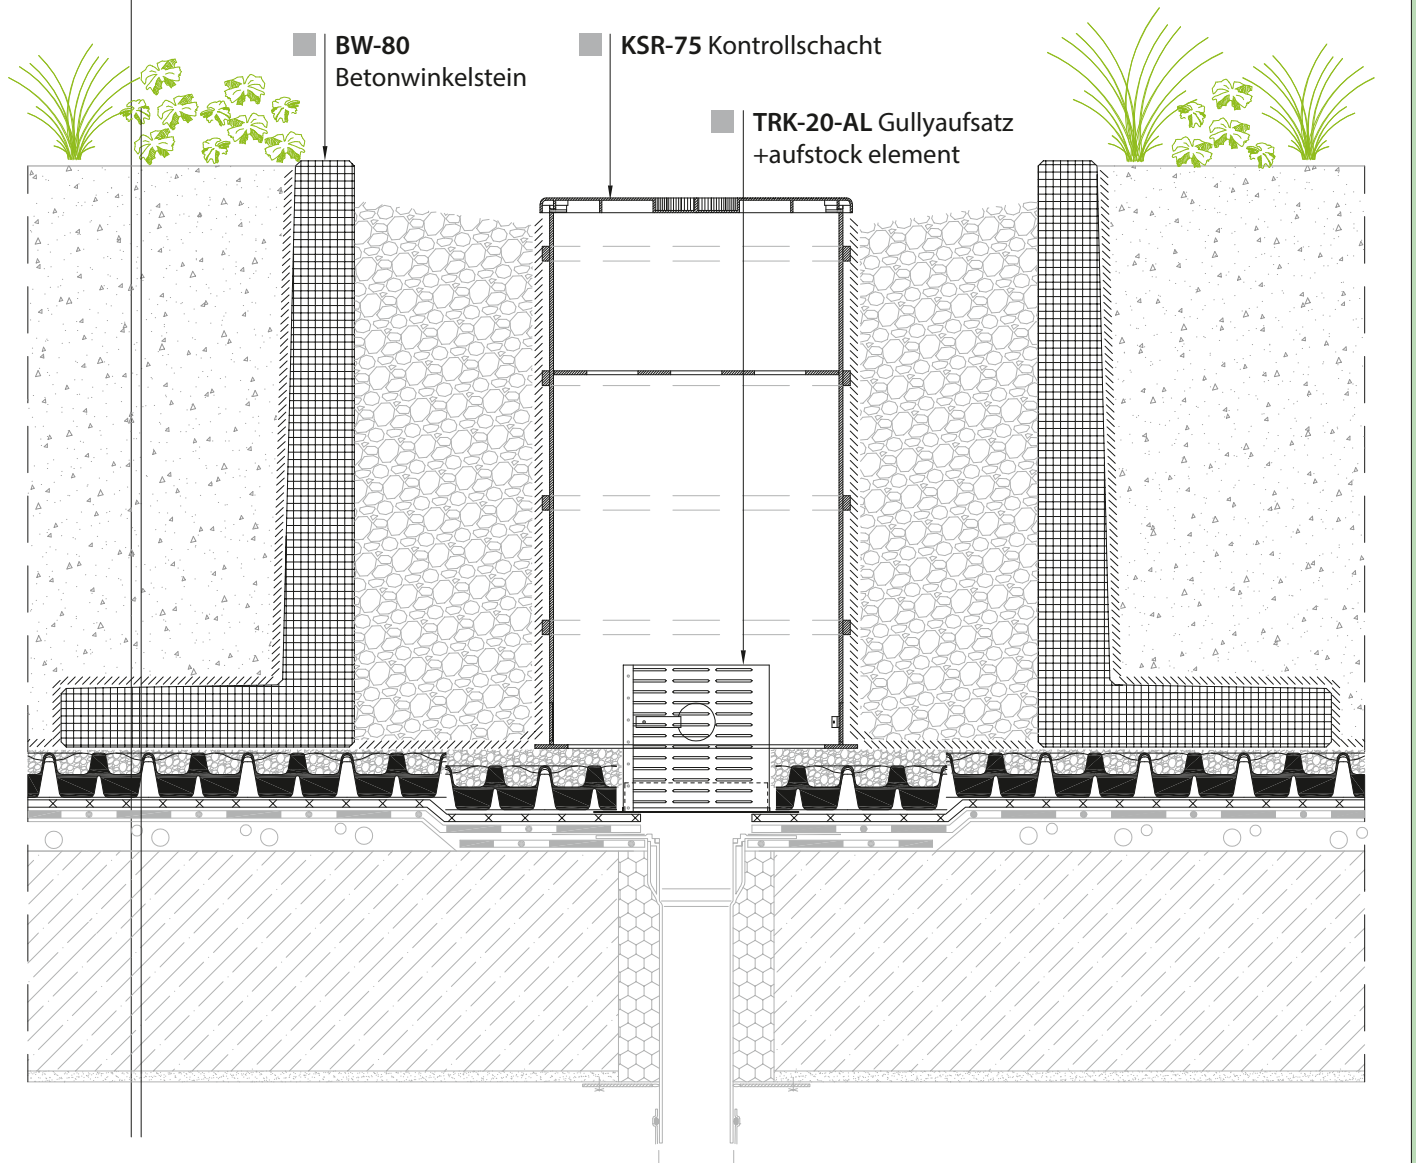 BW-80
Betonwinkelstein
KSR-75 Kontrollschacht
TRK-20-AL Gullyaufsatz
+aufstock element